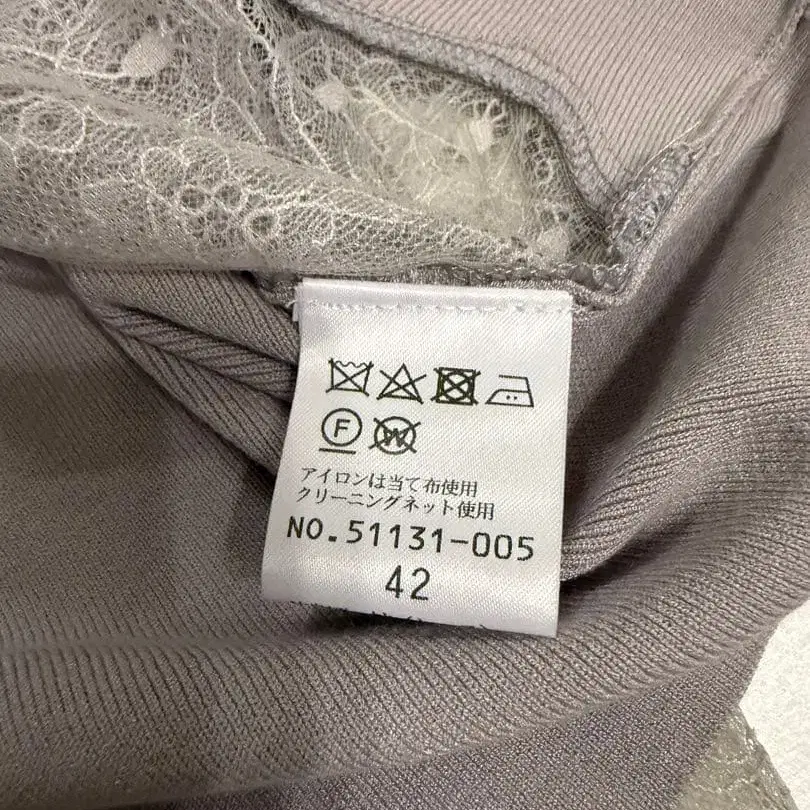 F W
アイロンは当て布使用
クリーニングネット使用
NO.51131-005
42